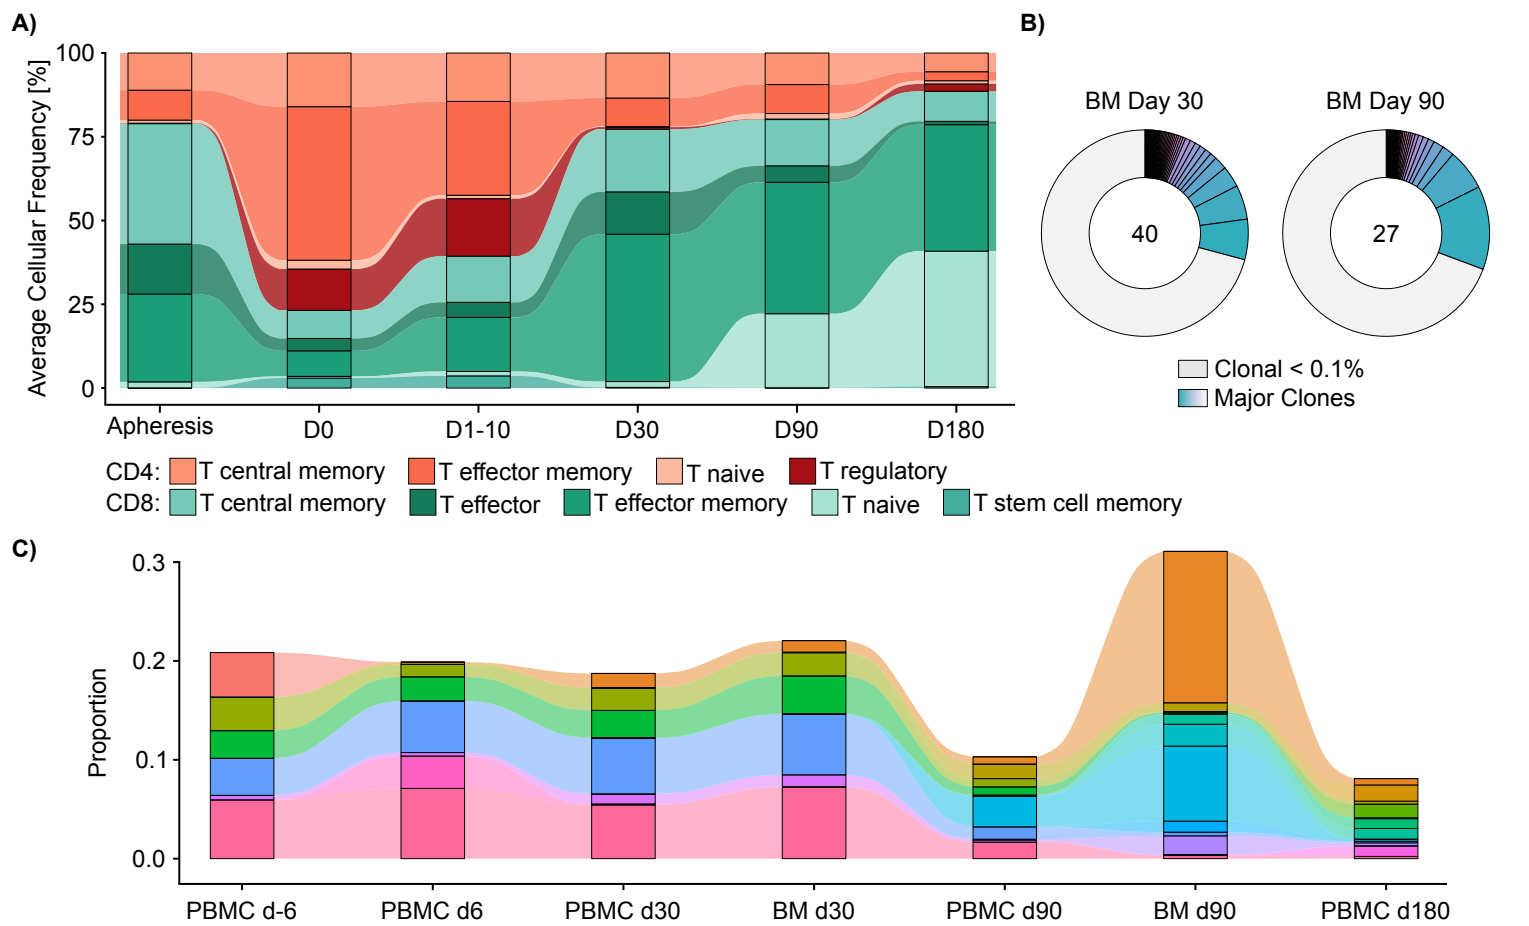 A)
Average Cellular Frequency [%]
100
75
50
25
0
Apheresis D0 D1-10 D30 D90 D180
CD4: T central memory T effector memory T naive T regulatory
CD8: T central memory T effector T effector memory T naive T stem cell memory
B)
BM Day 30 BM Day 90
40 27
Clonal < 0.1%
Major Clones
C)
Proportion
0.3
0.2
0.1
0.0
PBMC d-6 PBMC d6 PBMC d30 BM d30 PBMC d90 BM d90 PBMC d180